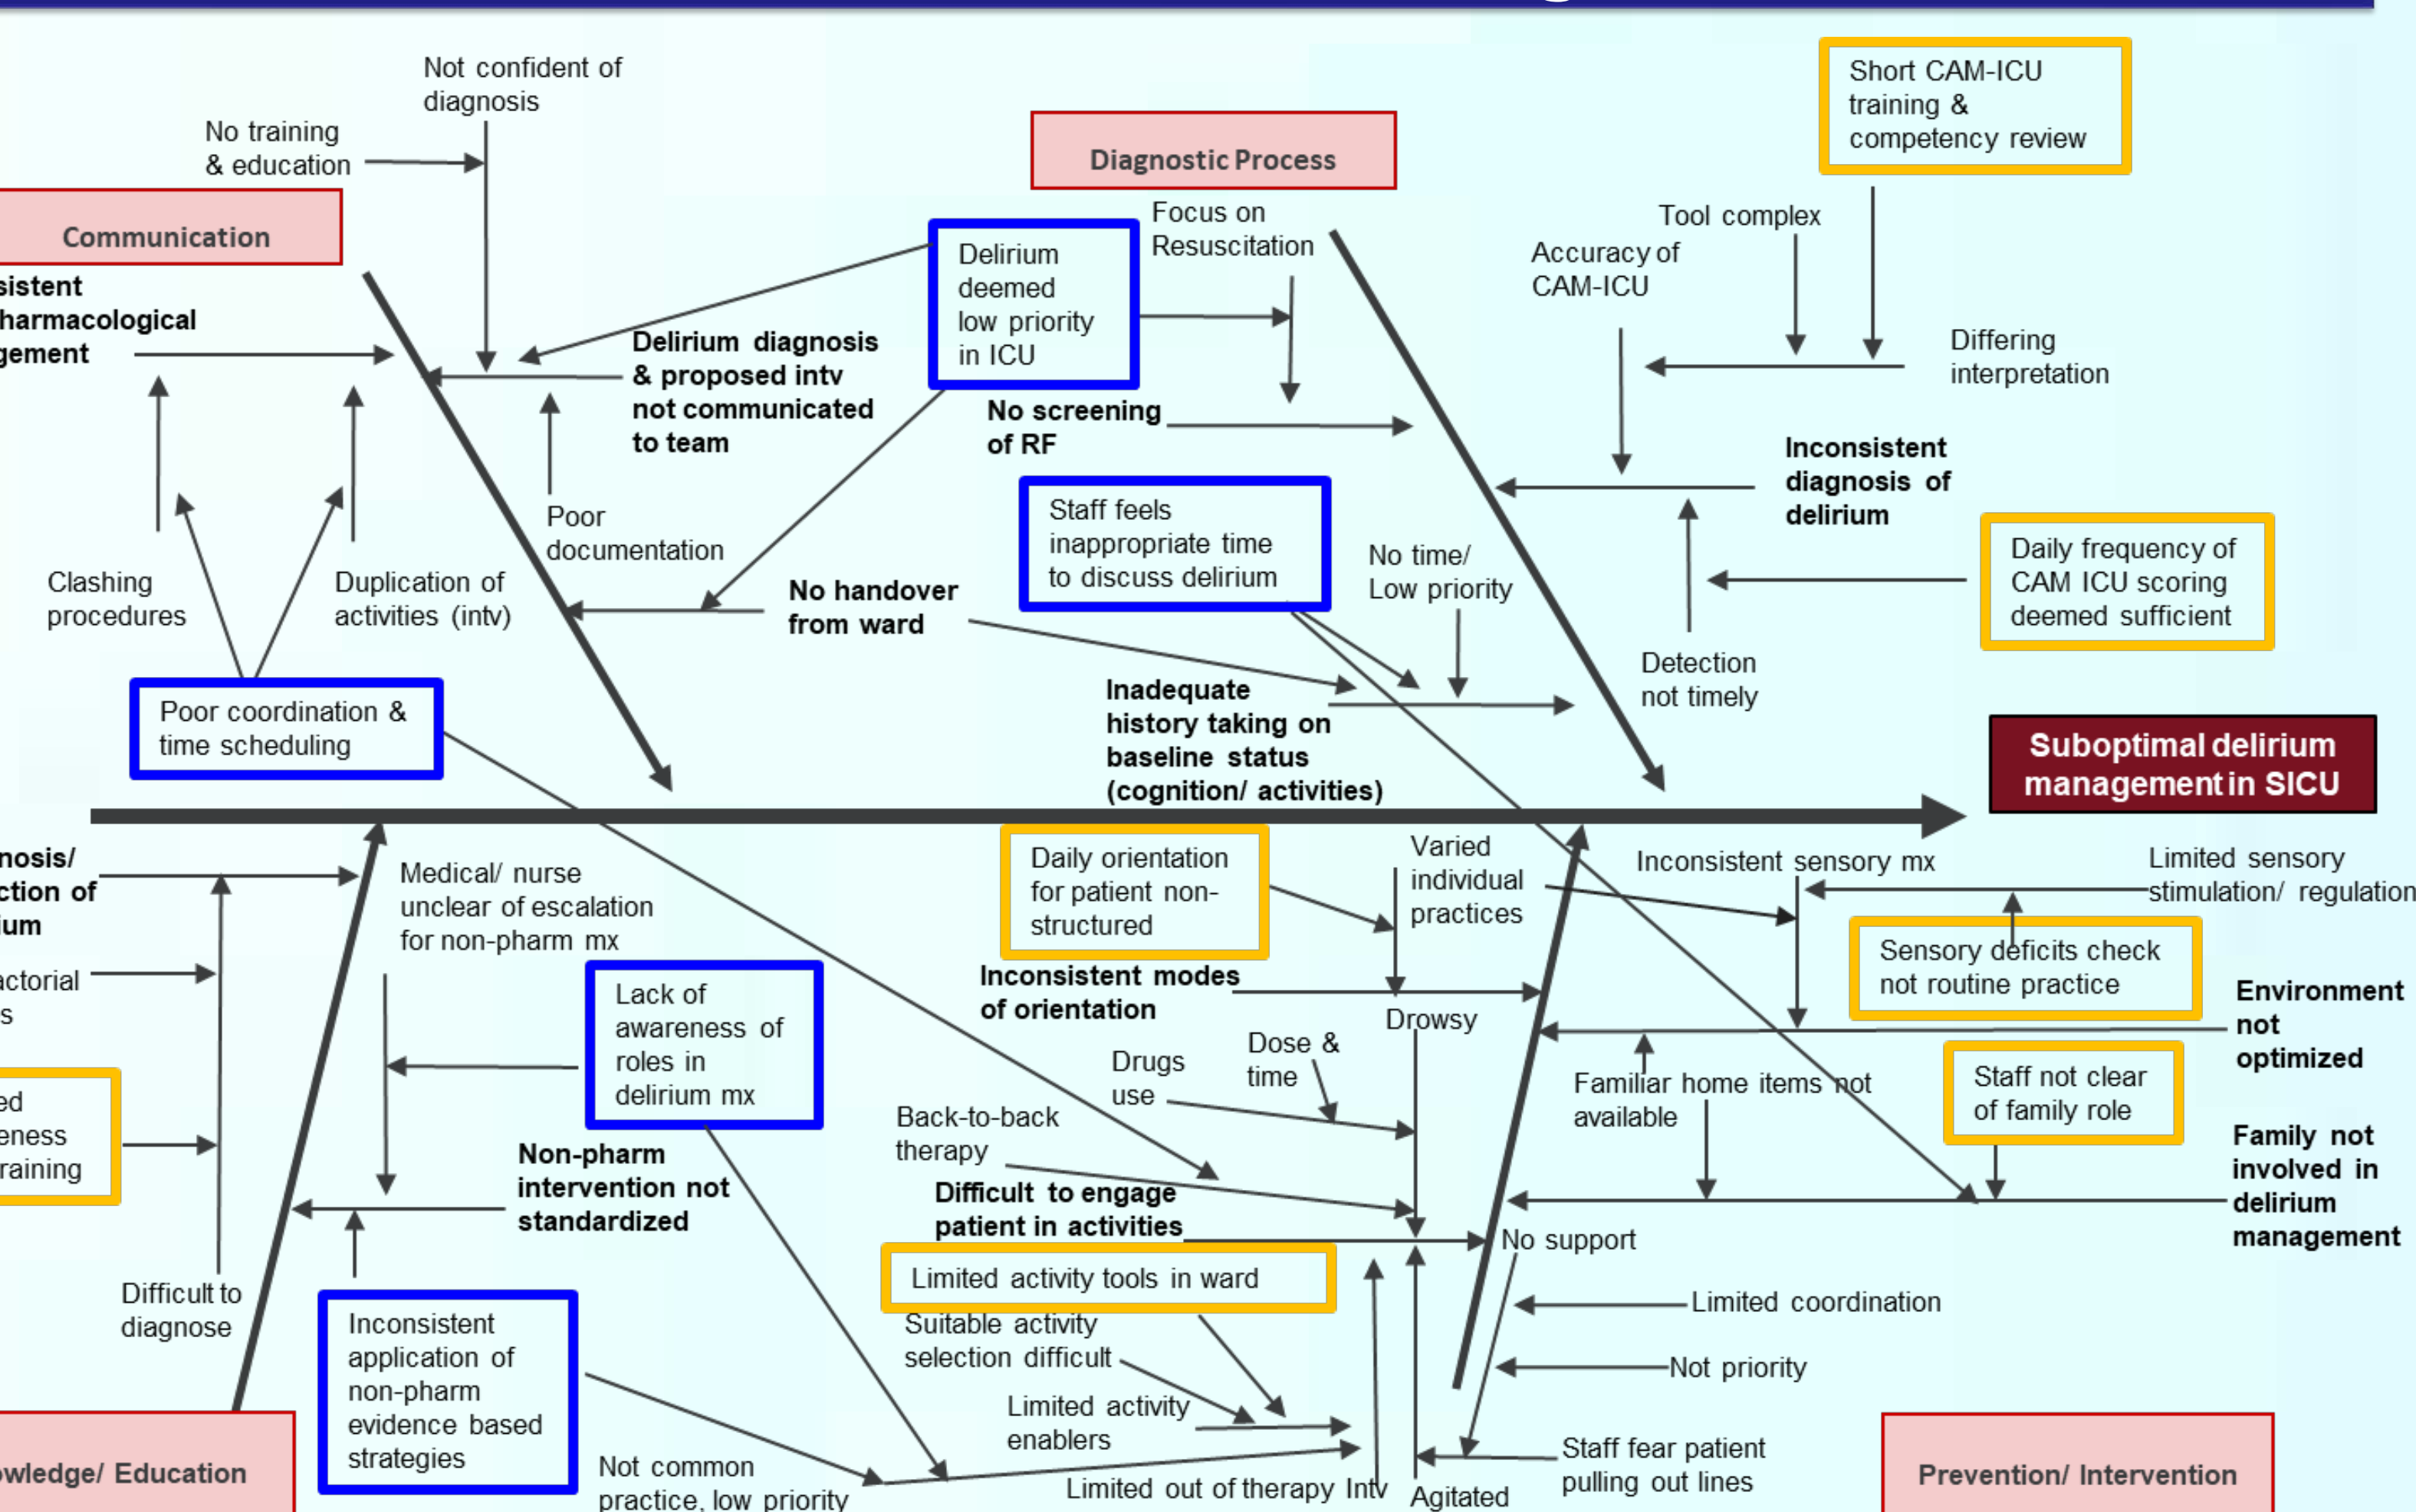 Not confident of
diagnosis
No training
& education
Communication
sistent
harmacological
gement
Delirium diagnosis
& proposed intv
not communicated
to team
Poor
documentation
Clashing
procedures
Duplication of
activities (intv)
Poor coordination &
time scheduling
No handover
from ward
Diagnostic Process
Delirium
deemed
low priority
in ICU
Focus on
Resuscitation
No screening
of RF
Staff feels
inappropriate time
to discuss delirium
No time/
Low priority
Inadequate
history taking on
baseline status
(cognition/ activities)
Short CAM-ICU
training &
competency review
Tool complex
Accuracy of
CAM-ICU
Differing
interpretation
Inconsistent
diagnosis of
delirium
Daily frequency of
CAM ICU scoring
deemed sufficient
Detection
not timely
Suboptimal delirium
management in SICU
nosis/
ction of
ium
actorial
s
ed
eness
raining
Difficult to
diagnose
Medical/ nurse
unclear of escalation
for non-pharm mx
Lack of
awareness of
roles in
delirium mx
Non-pharm
intervention not
standardized
Inconsistent
application of
non-pharm
evidence based
strategies
owledge/ Education
Not common
practice, low priority
Daily orientation
for patient non-
structured
Varied
individual
practices
Inconsistent modes
of orientation
Drowsy
Dose &
time
Drugs
use
Back-to-back
therapy
Difficult to engage
patient in activities
Limited activity tools in ward
Suitable activity
selection difficult
Limited activity
enablers
Limited out of therapy Intv
Agitated
Inconsistent sensory mx
Limited sensory
stimulation/ regulation
Sensory deficits check
not routine practice
Environment
not
optimized
Familiar home items not
available
Staff not clear
of family role
Family not
involved in
delirium
management
No support
Limited coordination
Not priority
Staff fear patient
pulling out lines
Prevention/ Intervention